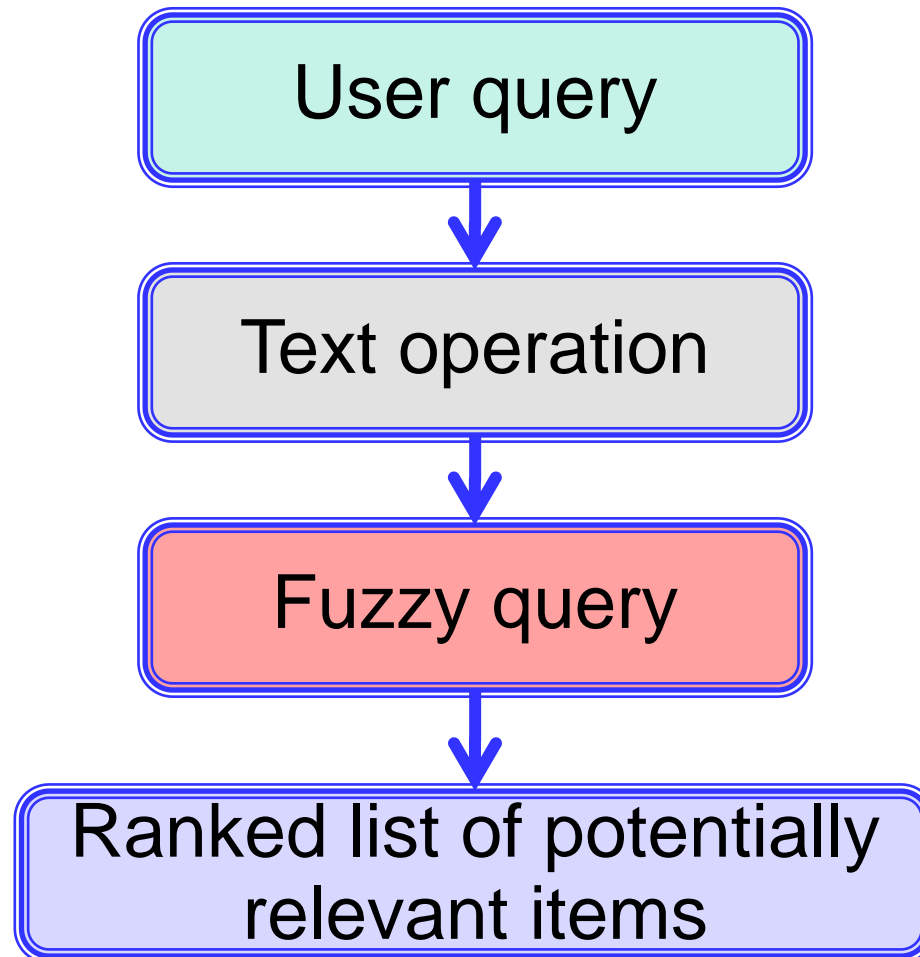 User query
Text operation
Fuzzy query
Ranked list of potentially
relevant items